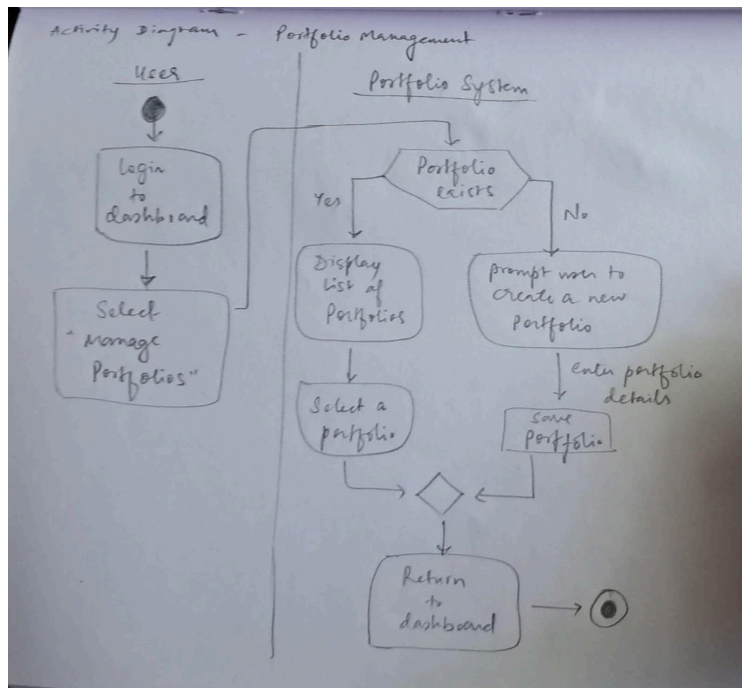 Activity Diagram - Portfolio Management
User
Portfolio System
Login
to
dashboard
Select
"Manage
Portfolios"
Portfolio
exists
Yes
No
Display
List of
Portfolios
Prompt user to
create a new
Portfolio
Select a
portfolio
Enter portfolio
details
Save
Portfolio
Return
to
dashboard